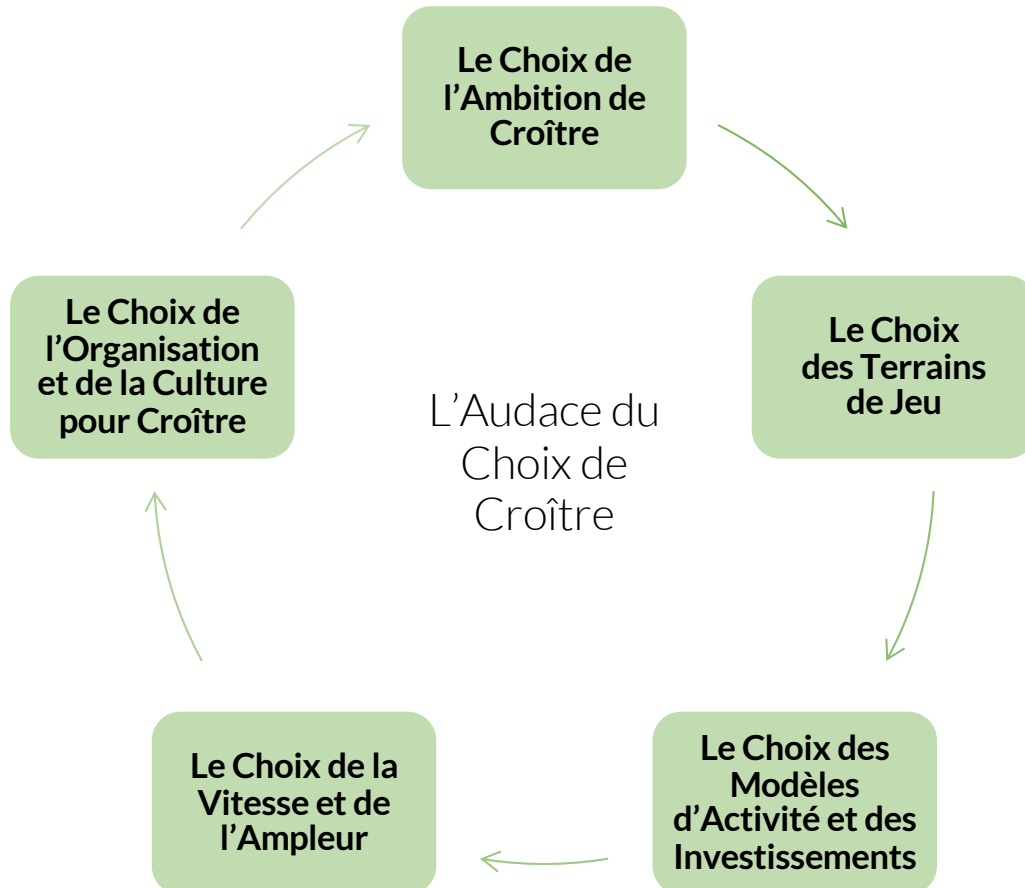 Le Choix de
l’Ambition de
Croître
Le Choix
des Terrains
de Jeu
Le Choix des
Modèles
d’Activité et des
Investissements
Le Choix de la
Vitesse et de
l’Ampleur
Le Choix de
l’Organisation
et de la Culture
pour Croître
L’Audace du
Choix de
Croître